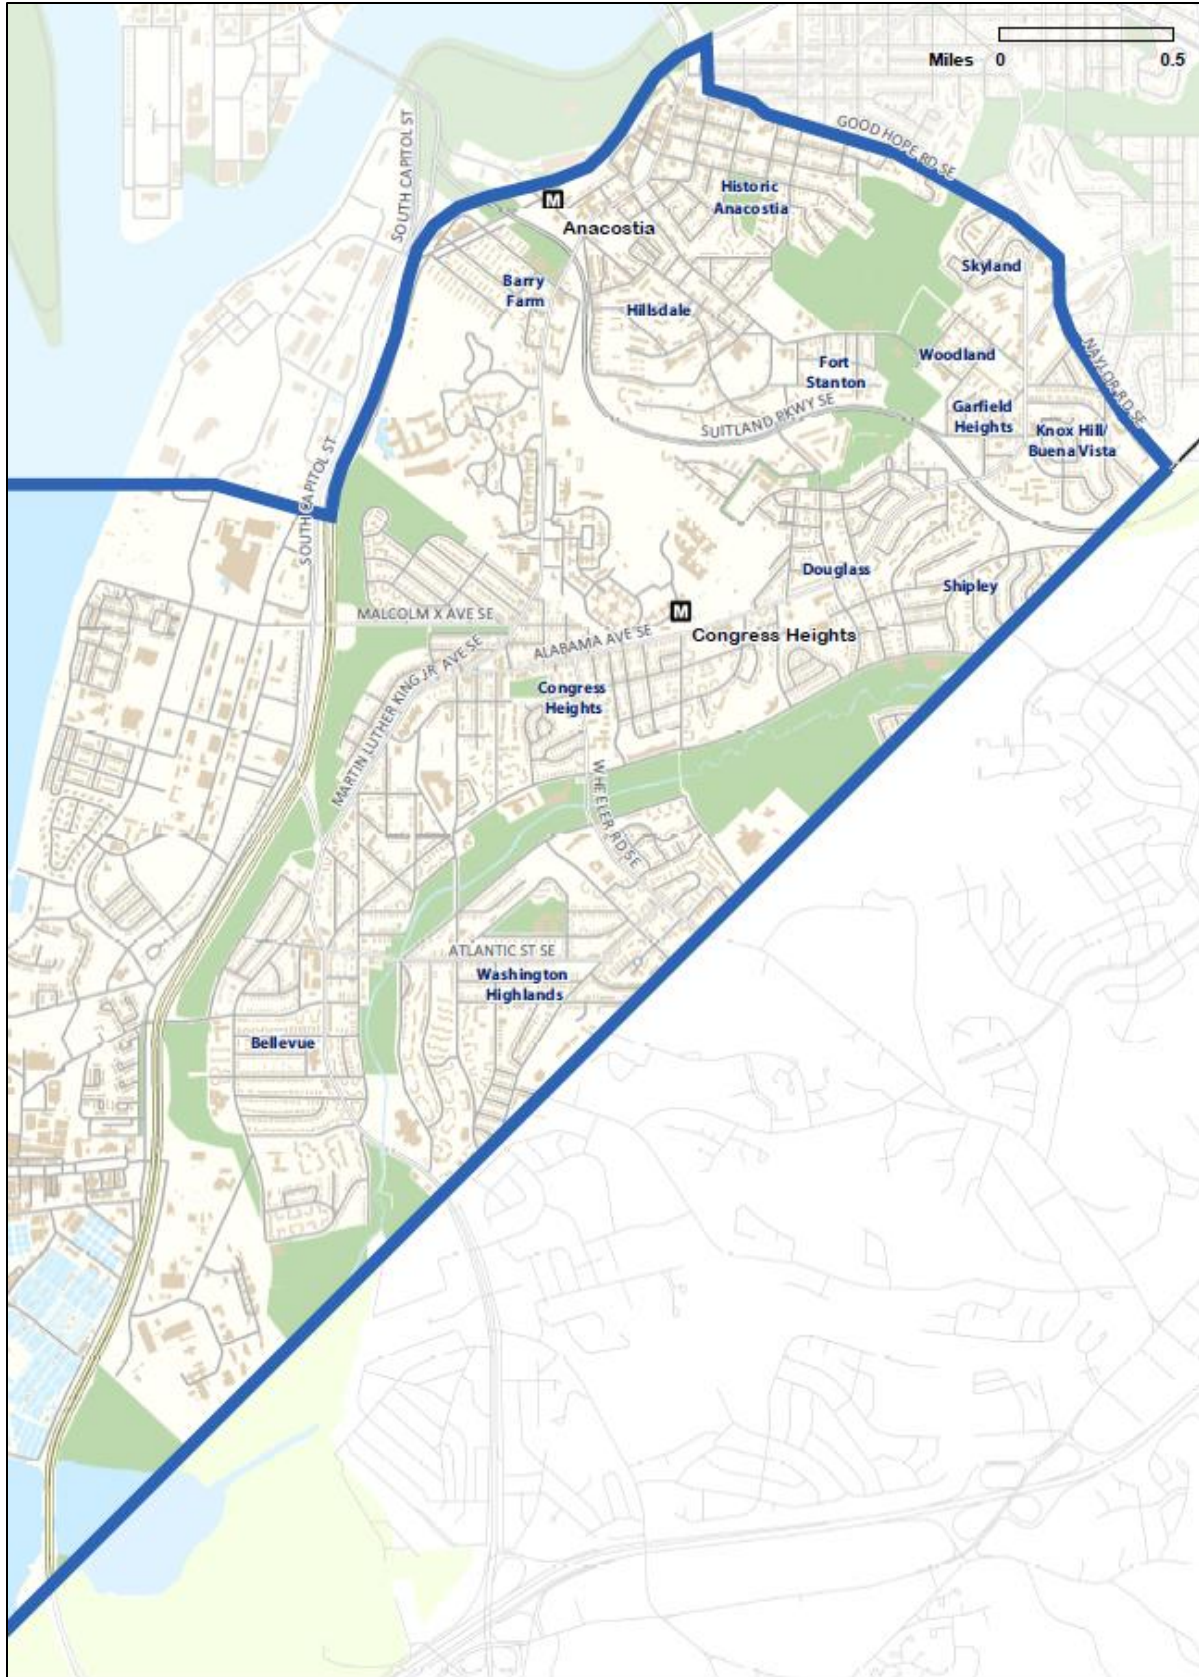 Miles 0 0.5
GOOD HOPE RD SE
SOUTH CAPITOL ST
Historic
Anacostia
M
Anacostia
Skyland
Barry
Farm
Hillsdale
Woodland
Fort
Stanton
NAYLOR RD SE
Garfield
Heights
SUITLAND PKWY SE
Knox Hill/
Buena Vista
SOUTH CAPITOL ST
Douglass
Shipley
M
MALCOLM X AVE SE
Congress Heights
ALABAMA AVE SE
MARTIN LUTHER KING JR AVE SE
Congress
Heights
WHEELER RD SE
ATLANTIC ST SE
Washington
Highlands
Bellevue